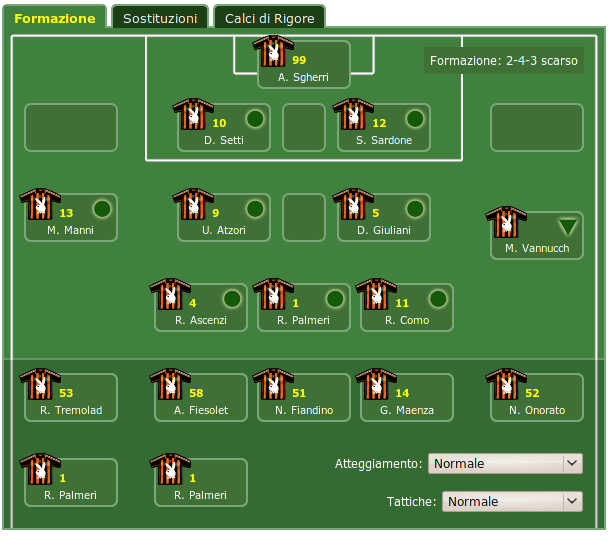 Formazione Sostituzioni Calci di Rigore
99
A. Sgherri
Formazione: 2-4-3 scarso
10
D. Setti
12
S. Sardone
13
M. Manni
9
U. Atzori
5
D. Giuliani
M. Vannucch
4
R. Ascenzi
1
R. Palmeri
11
R. Como
53
R. Tremolad
58
A. Fiesolet
51
N. Fiandino
14
G. Maenza
52
N. Onorato
1
R. Palmeri
1
R. Palmeri
Atteggiamento: Normale
Tattiche: Normale